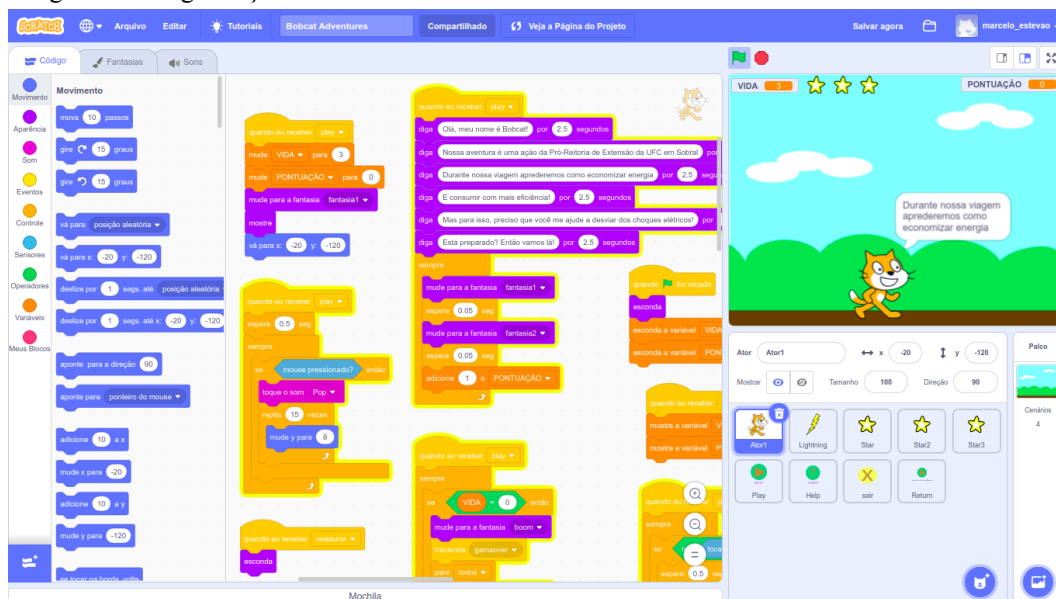 SCRATCH Arquivo Editar Tutoriais Bobcat Adventures Compartilhado Veja a Página do Projeto Salvar agora marcelo_estevao
Código Fantasias Sons
Movimento
Aparência
Som
Eventos
Controle
Sensores
Operadores
Variáveis
Meus Blocos
Movimento
mova 10 passos
gire 15 graus
gire 15 graus
vá para posição aleatória
vá para x: -20 y: -120
deslize por 1 segs. até posição aleatória
deslize por 1 segs. até x: -20 y: -120
aponte para a direção 90
aponte para ponteiro do mouse
adicione 10 a x
mude x para -20
adicione 10 a y
mude y para -120
se tocar na borda, volte
quando eu receber play
mude VIDA para 3
mude PONTUAÇÃO para 0
mude para a fantasia fantasia1
mostre
vá para x: -20 y: -120
quando eu receber play
espere 0.5 seg
sempre
se mouse pressionado? então
toque o som Pop
repita 15 vezes
mude y para 8
quando eu receber restaurar
esconda
quando eu receber play
diga Olá, meu nome é Bobcat! por 2.5 segundos
diga Nossa aventura é uma ação da Pró-Reitoria de Extensão da UFC em Sobral por
diga Durante nossa viagem aprederemos como economizar energia por 2.5
diga E consumir com mais eficiência! por 2.5 segundos
diga Mas para isso, preciso que você me ajude a desviar dos choques elétricos! por
diga Está preparado? Então vamos lá! por 2.5 segundos
sempre
mude para a fantasia fantasia1
espere 0.05 seg
mude para a fantasia fantasia2
espere 0.05 seg
adicione 1 a PONTUAÇÃO
quando eu receber play
sempre
se VIDA = 0 então
mude para a fantasia boom
transmita gameover
pare todos
quando for clicado
esconda
esconda a variável VIDA
esconda a variável
quando eu receber
mostre a variável
mostre a variável
quando eu
sempre
se
espere 0.5
Mochila
VIDA 3 PONTUAÇÃO 0
Durante nossa viagem
aprederemos como
economizar energia
Ator Ator1 x -20 y -120
Mostrar Tamanho 100 Direção 90
Ator1 Lightning Star Star2 Star3
Play Help sair Return
Palco
Cenários
4